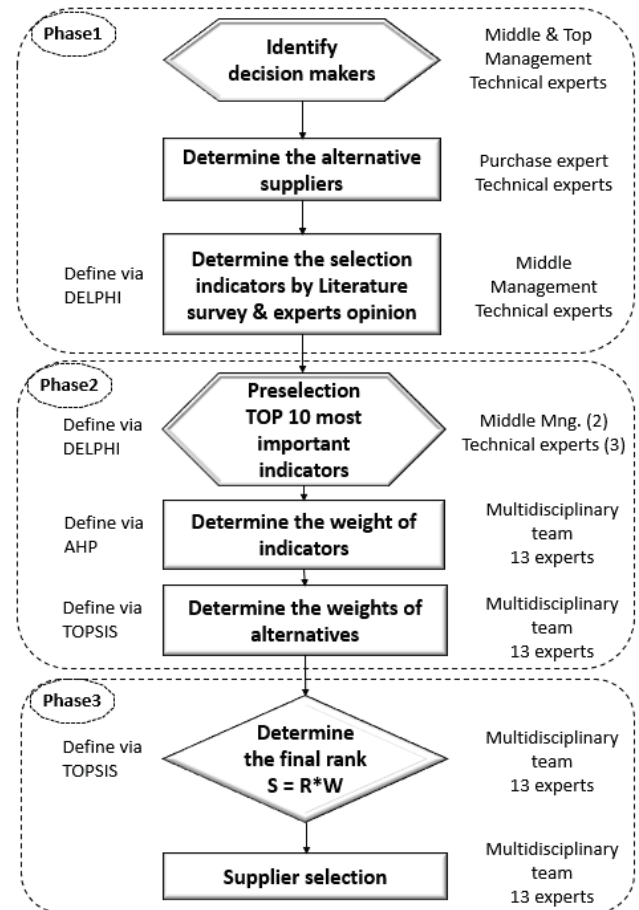 Phase1
Identify
decision makers
Middle & Top
Management
Technical experts
Determine the alternative
suppliers
Purchase expert
Technical experts
Define via
DELPHI
Determine the selection
indicators by Literature
survey & experts opinion
Middle
Management
Technical experts
Phase2
Define via
DELPHI
Preselection
TOP 10 most
important
indicators
Middle Mng. (2)
Technical experts (3)
Define via
AHP
Determine the weight of
indicators
Multidisciplinary
team
13 experts
Define via
TOPSIS
Determine the weights of
alternatives
Multidisciplinary
team
13 experts
Phase3
Define via
TOPSIS
Determine
the final rank
S = R*W
Multidisciplinary
team
13 experts
Supplier selection
Multidisciplinary
team
13 experts